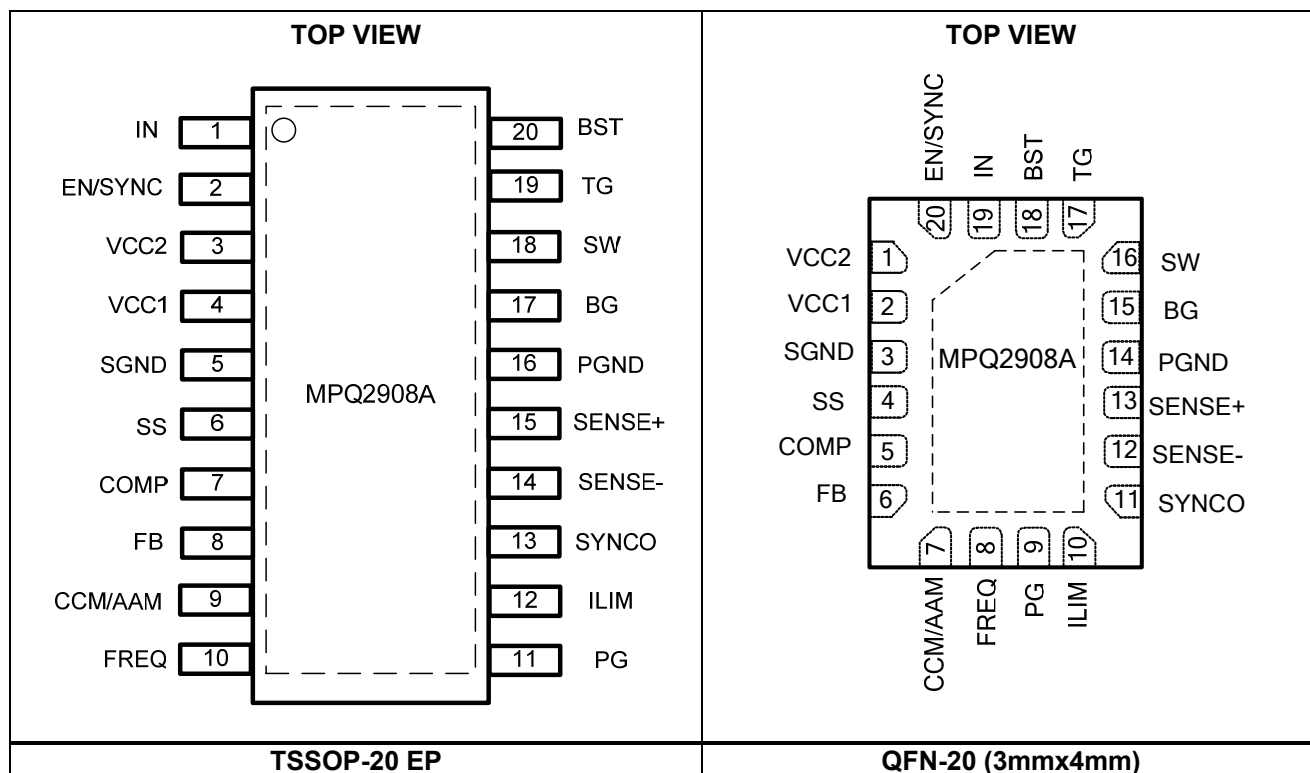 TOP VIEW
IN 1
EN/SYNC 2
VCC2 3
VCC1 4
SGND 5
SS 6
COMP 7
FB 8
CCM/AAM 9
FREQ 10
MPQ2908A
20 BST
19 TG
18 SW
17 BG
16 PGND
15 SENSE+
14 SENSE-
13 SYNCO
12 ILIM
11 PG
TSSOP-20 EP
TOP VIEW
EN/SYNC
IN
BST
TG
20
19
18
17
VCC2 1
VCC1 2
SGND 3
SS 4
COMP 5
FB 6
MPQ2908A
16 SW
15 BG
14 PGND
13 SENSE+
12 SENSE-
11 SYNCO
7
8
9
10
CCM/AAM
FREQ
PG
ILIM
QFN-20 (3mmx4mm)